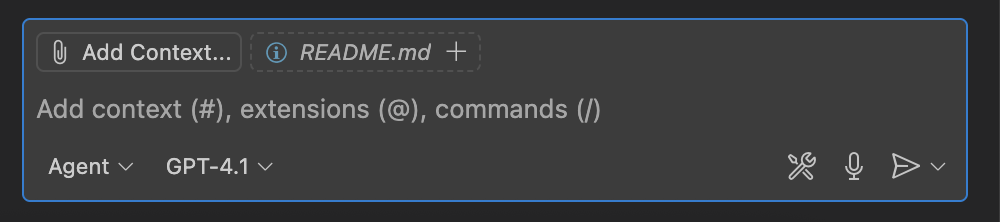 Add Context... README.md
Add context (#), extensions (@), commands (/)
Agent GPT-4.1